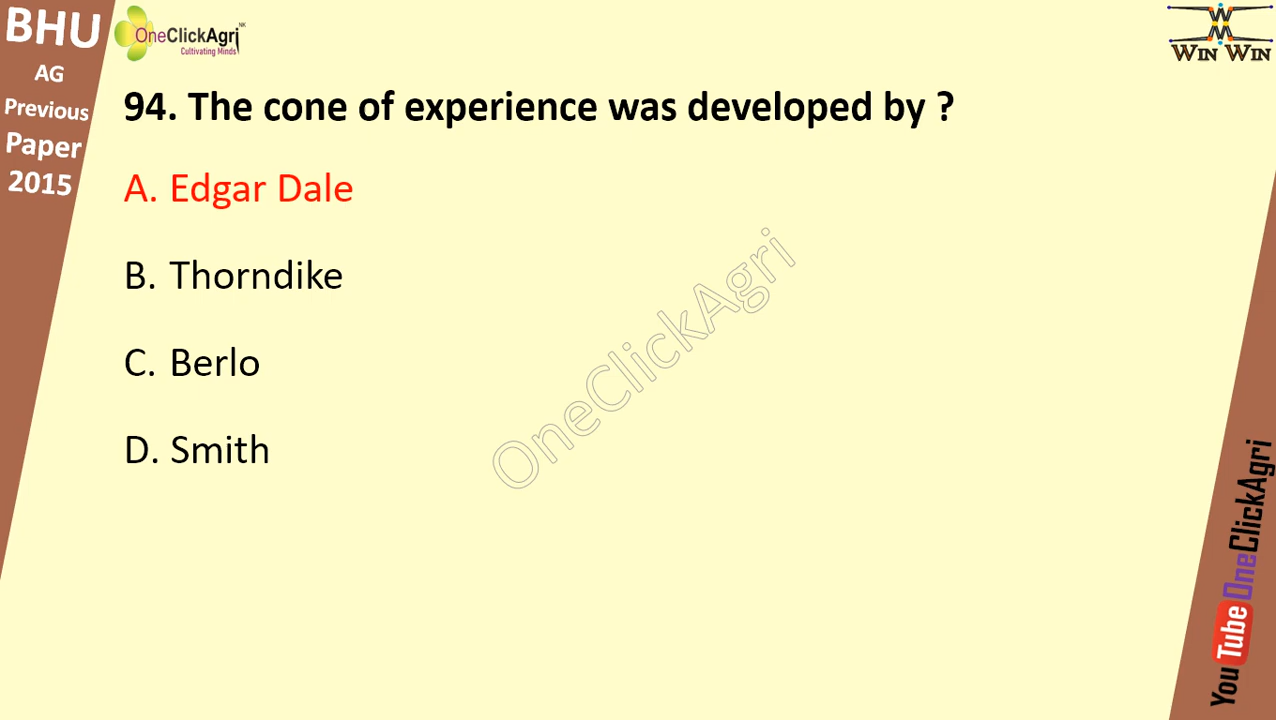 BHU
AG
Previous
Paper
2015
OneClickAgri NK
Cultivating Minds
WIN WIN
94. The cone of experience was developed by ?
A. Edgar Dale
B. Thorndike
C. Berlo
D. Smith
OneClickAgri
YouTube OneClickAgri